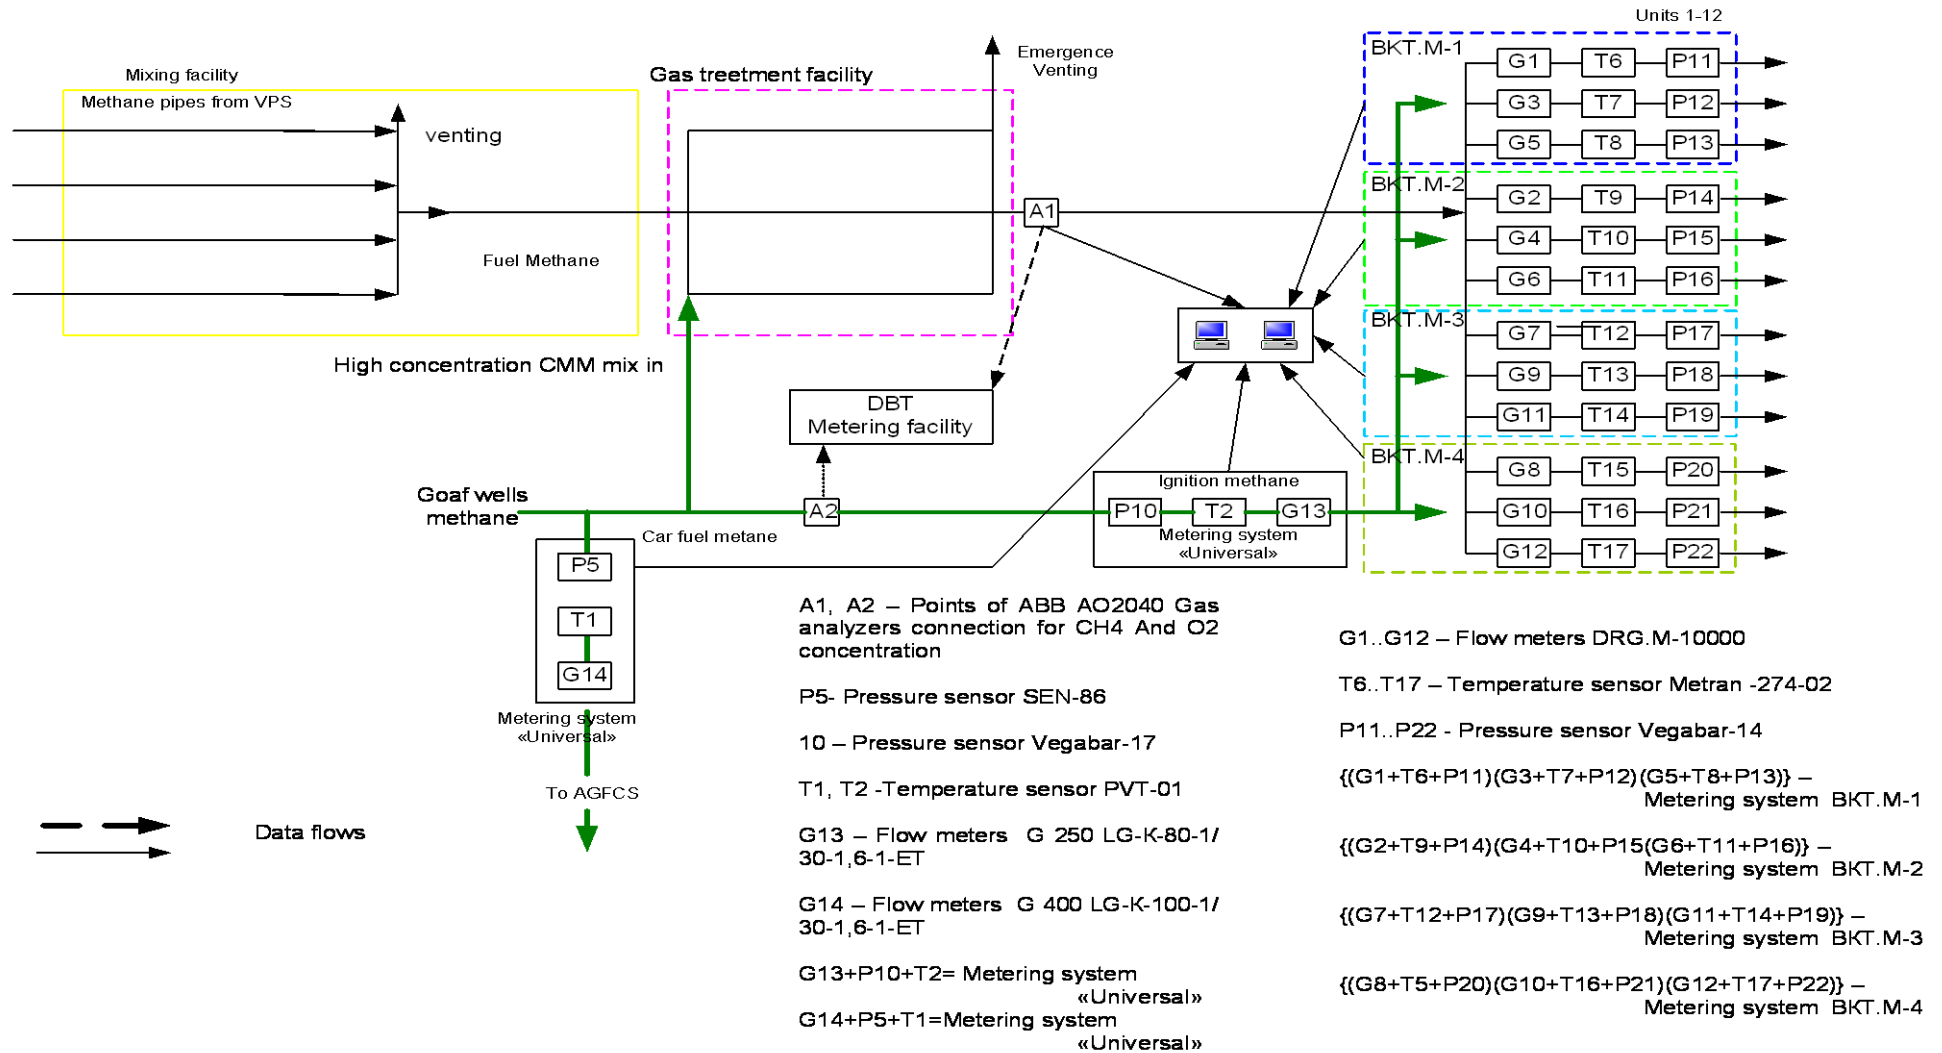 Units 1-12
Mixing facility
Methane pipes from VPS
venting
Fuel Methane
Gas treetment facility
Emergence
Venting
A1
High concentration CMM mix in
DBT
Metering facility
Goaf wells
methane
A2
Car fuel metane
P5
T1
G14
Metering system
«Universal»
To AGFCS
Ignition methane
P10 T2 G13
Metering system
«Universal»
BKT.M-1
G1 T6 P11
G3 T7 P12
G5 T8 P13
BKT.M-2
G2 T9 P14
G4 T10 P15
G6 T11 P16
BKT.M-3
G7 T12 P17
G9 T13 P18
G11 T14 P19
BKT.M-4
G8 T15 P20
G10 T16 P21
G12 T17 P22
Data flows
A1, A2 – Points of ABB AO2040 Gas
analyzers connection for CH4 And O2
concentration
P5- Pressure sensor SEN-86
10 – Pressure sensor Vegabar-17
T1, T2 -Temperature sensor PVT-01
G13 – Flow meters G 250 LG-K-80-1/
30-1,6-1-ET
G14 – Flow meters G 400 LG-K-100-1/
30-1,6-1-ET
G13+P10+T2= Metering system
«Universal»
G14+P5+T1=Metering system
«Universal»
G1..G12 – Flow meters DRG.M-10000
T6..T17 – Temperature sensor Metran -274-02
P11..P22 - Pressure sensor Vegabar-14
{(G1+T6+P11)(G3+T7+P12)(G5+T8+P13)} –
Metering system BKT.M-1
{(G2+T9+P14)(G4+T10+P15(G6+T11+P16)} –
Metering system BKT.M-2
{(G7+T12+P17)(G9+T13+P18)(G11+T14+P19)} –
Metering system BKT.M-3
{(G8+T5+P20)(G10+T16+P21)(G12+T17+P22)} –
Metering system BKT.M-4